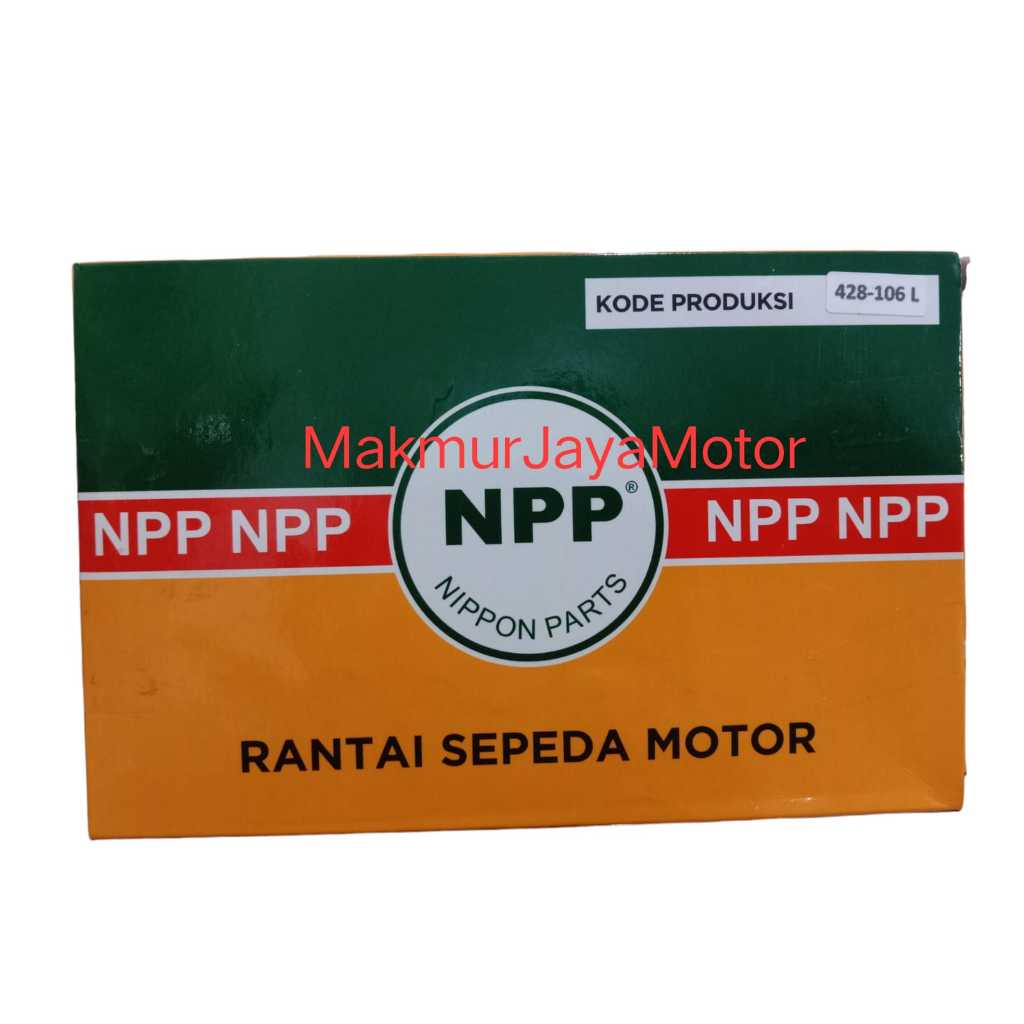 KODE PRODUKSI 428-106 L
MakmurJayaMotor
NPP NPP NPP® NPP NPP
NIPPON PARTS
RANTAI SEPEDA MOTOR